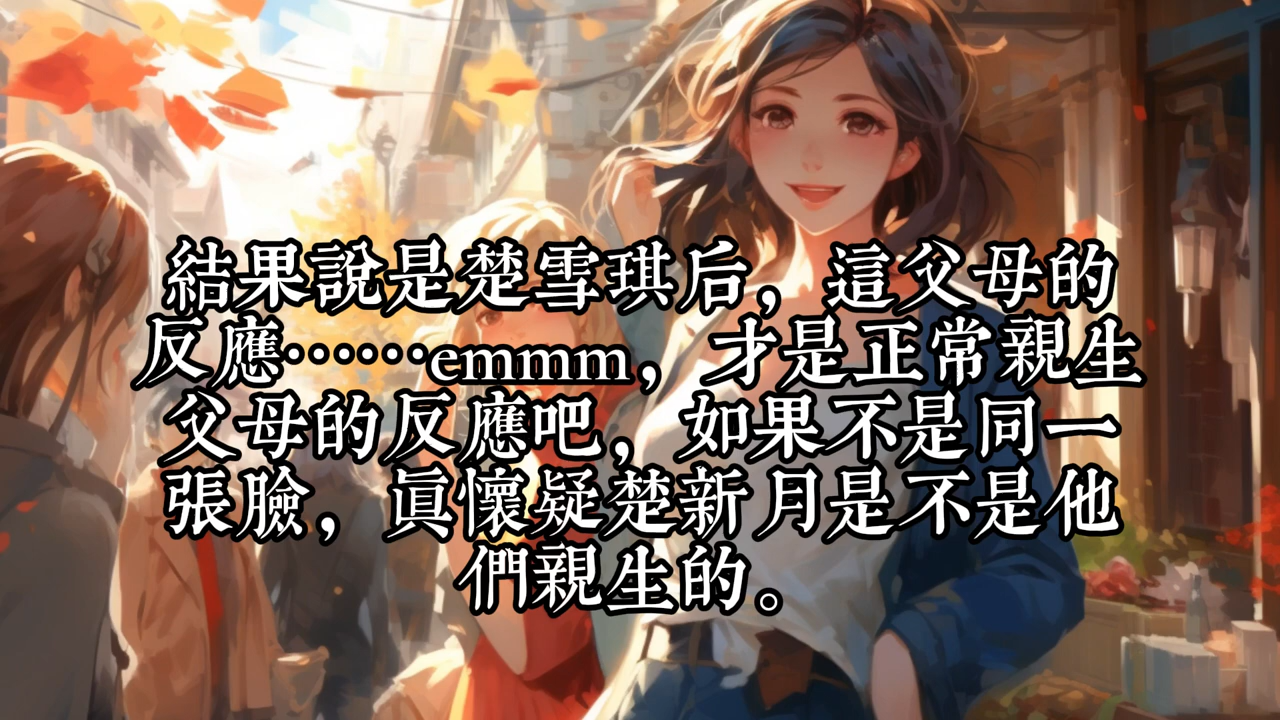 結果說是楚雪琪后，這父母的
反應……emmm，才是正常親生
父母的反應吧，如果不是同一
張臉，眞懷疑楚新月是不是他
們親生的。